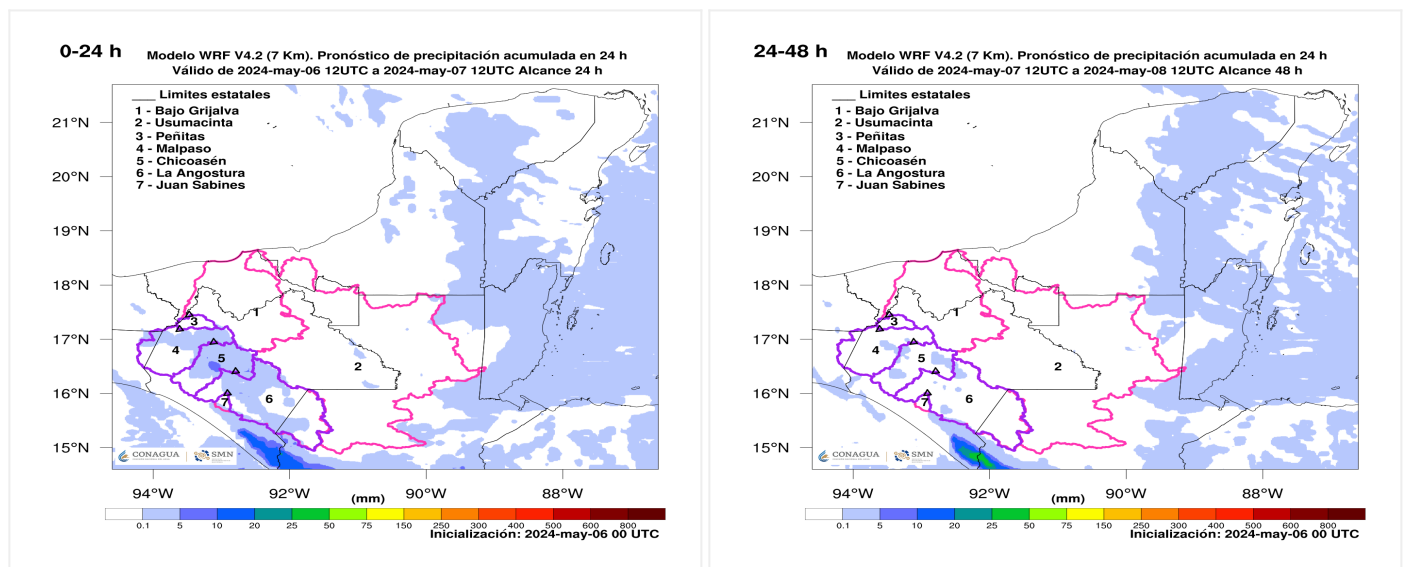 0-24 h
Modelo WRF V4.2 (7 Km). Pronóstico de precipitación acumulada en 24 h
Válido de 2024-may-06 12UTC a 2024-may-07 12UTC Alcance 24 h
___ Limites estatales
1 - Bajo Grijalva
2 - Usumacinta
3 - Peñitas
4 - Malpaso
5 - Chicoasén
6 - La Angostura
7 - Juan Sabines
21°N
20°N
19°N
18°N
17°N
16°N
15°N
1
2
3
4
5
6
7
CONAGUA
SMN
94°W 92°W 90°W 88°W
(mm)
0.1 5 10 20 25 50 75 150 250 300 400 500 600 800
Inicialización: 2024-may-06 00 UTC
24-48 h
Modelo WRF V4.2 (7 Km). Pronóstico de precipitación acumulada en 24 h
Válido de 2024-may-07 12UTC a 2024-may-08 12UTC Alcance 48 h
___ Limites estatales
1 - Bajo Grijalva
2 - Usumacinta
3 - Peñitas
4 - Malpaso
5 - Chicoasén
6 - La Angostura
7 - Juan Sabines
21°N
20°N
19°N
18°N
17°N
16°N
15°N
1
2
3
4
5
6
7
CONAGUA
SMN
94°W 92°W 90°W 88°W
(mm)
0.1 5 10 20 25 50 75 150 250 300 400 500 600 800
Inicialización: 2024-may-06 00 UTC